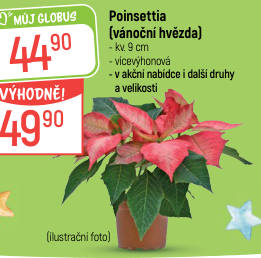 MŮJ GLOBUS
44⁹⁰
VÝHODNĚ!
49⁹⁰
Poinsettia
(vánoční hvězda)
- kv. 9 cm
- vícevýhonová
- v akční nabídce i další druhy
a velikosti
(ilustrační foto)